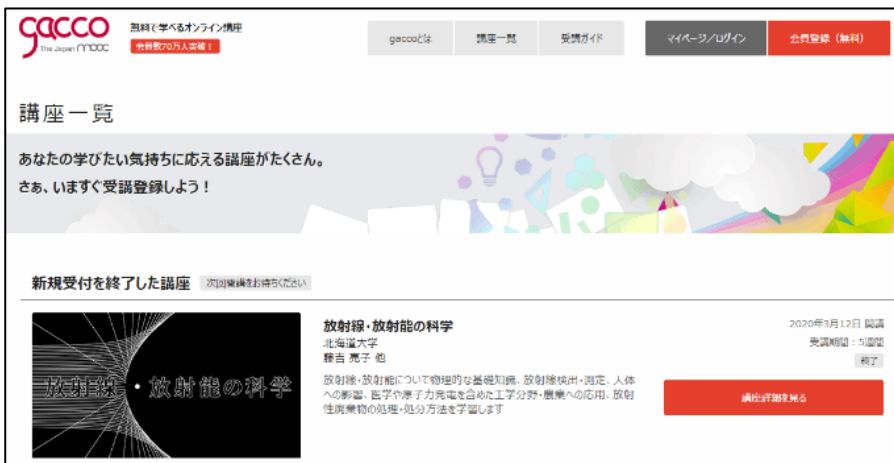 gacco
The Japan MOOC
無料で学べるオンライン講座
会員数70万人突破！
gaccoとは
講座一覧
受講ガイド
マイページ/ログイン
会員登録（無料）
講座一覧
あなたの学びたい気持ちに応える講座がたくさん。
さぁ、いますぐ受講登録しよう！
新規受付を終了した講座
次回開講をお待ちください
放射線・放射能の科学
放射線・放射能の科学
北海道大学
藤吉 亮子 他
放射線・放射能について物理的な基礎知識、放射線検出・測定、人体
への影響、医学や原子力発電を含めた工学分野・農業への応用、放射
性廃棄物の処理・処分方法を学習します
2020年3月12日 開講
受講期間：5週間
終了
講座詳細を見る